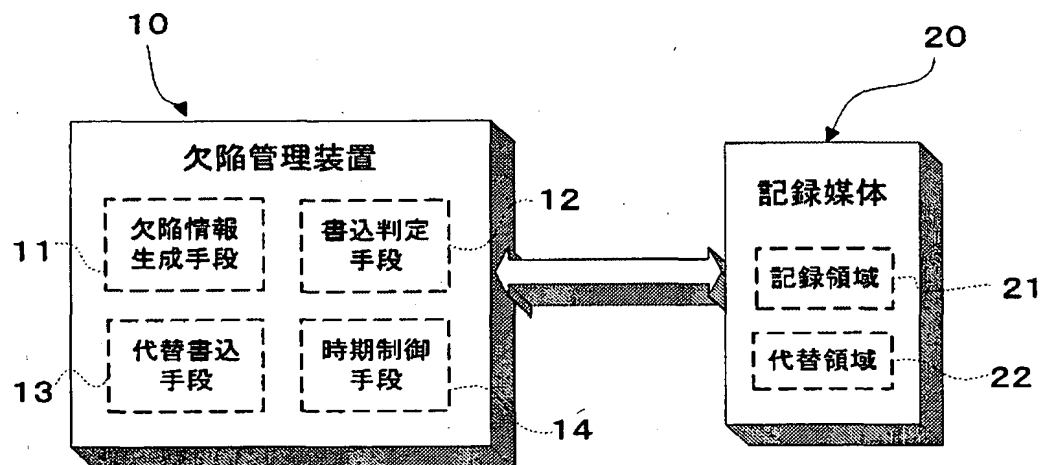 10
20
欠陥管理装置
記録媒体
11
欠陥情報
生成手段
書込判定
手段
12
記録領域
21
13
代替書込
手段
時期制御
手段
14
代替領域
22